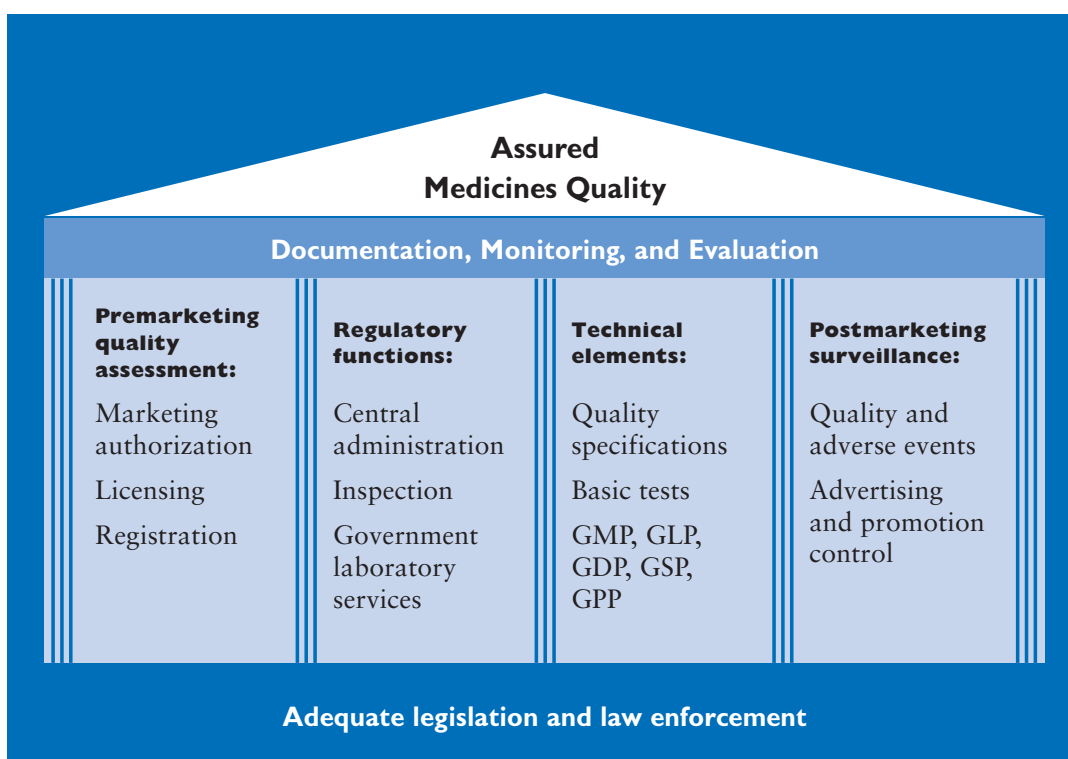 Assured
Medicines Quality
Documentation, Monitoring, and Evaluation
Premarketing
quality
assessment:
Marketing
authorization
Licensing
Registration
Regulatory
functions:
Central
administration
Inspection
Government
laboratory
services
Technical
elements:
Quality
specifications
Basic tests
GMP, GLP,
GDP, GSP,
GPP
Postmarketing
surveillance:
Quality and
adverse events
Advertising
and promotion
control
Adequate legislation and law enforcement